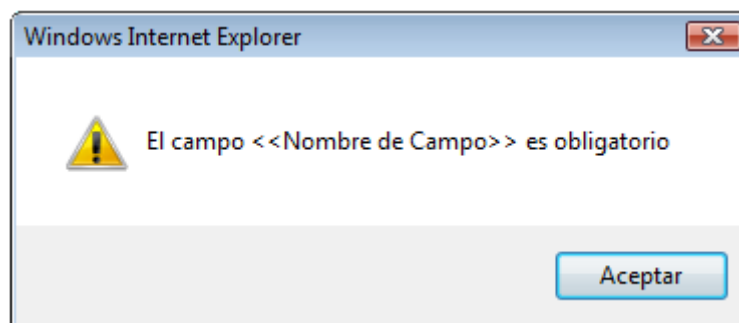 Windows Internet Explorer
El campo <<Nombre de Campo>> es obligatorio
Aceptar